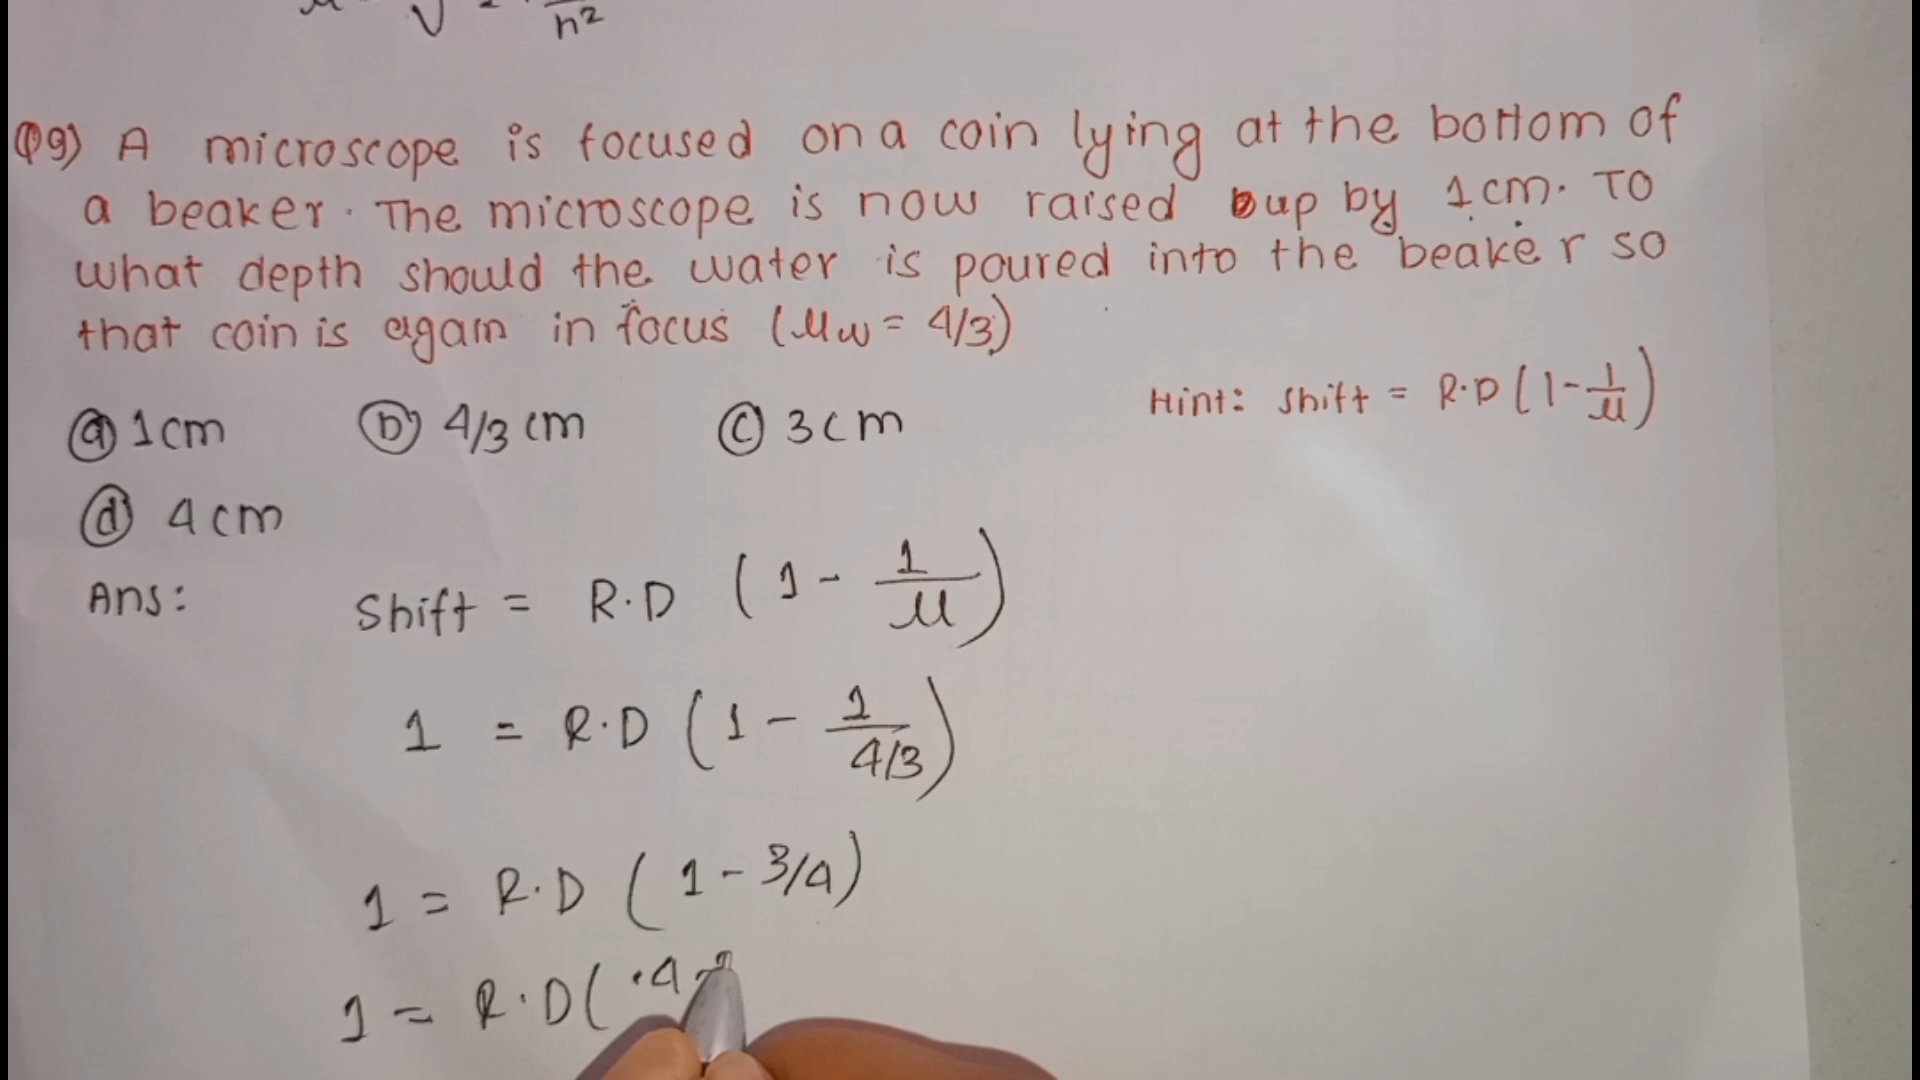 n²
Q9) A microscope is focused on a coin lying at the bottom of
a beaker. The microscope is now raised up by 1cm. To
what depth should the water is poured into the beaker so
that coin is again in focus (μw = 4/3)
Hint: shift = R.D (1 - 1/μ)
ⓐ 1cm ⓑ 4/3 cm ⓒ 3cm
ⓓ 4cm
Ans: Shift = R.D (1 - 1/μ)
1 = R.D (1 - 1/4/3)
1 = R.D (1 - 3/4)
1 = R.D ( 4 -